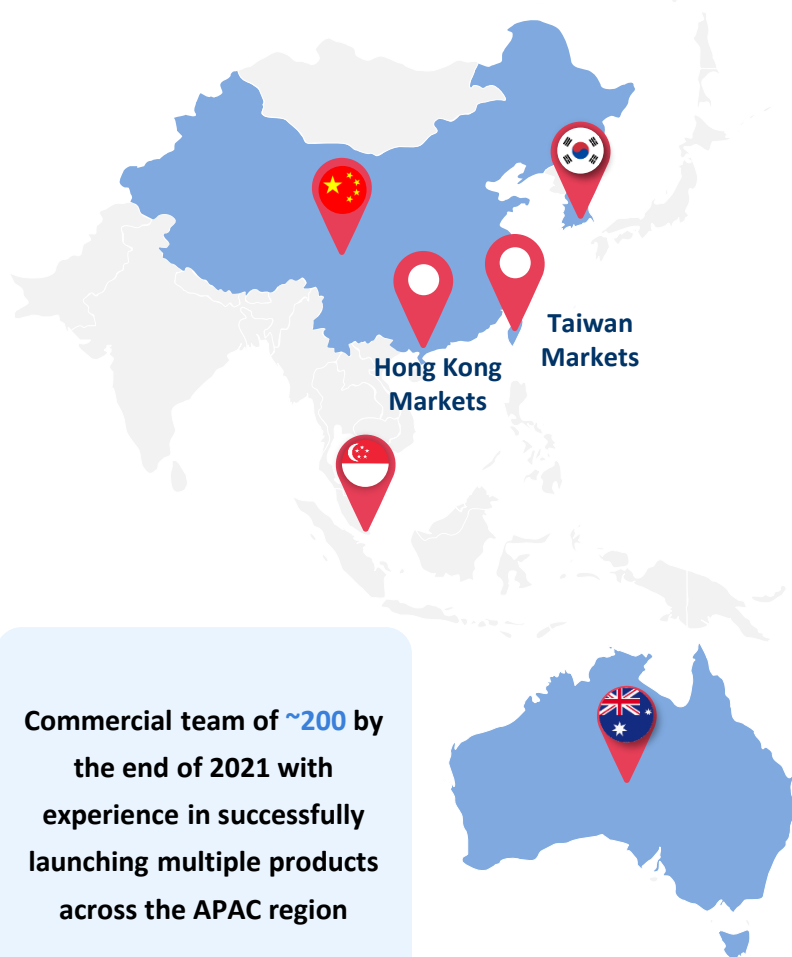 Taiwan
Markets
Hong Kong
Markets
Commercial team of ~200 by
the end of 2021 with
experience in successfully
launching multiple products
across the APAC region